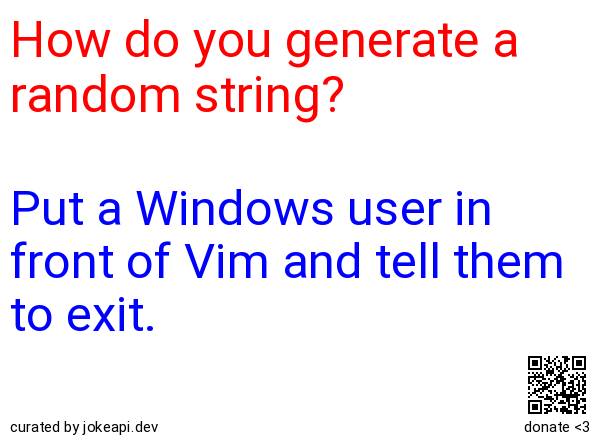 How do you generate a
random string?
Put a Windows user in
front of Vim and tell them
to exit.
curated by jokeapi.dev
donate <3